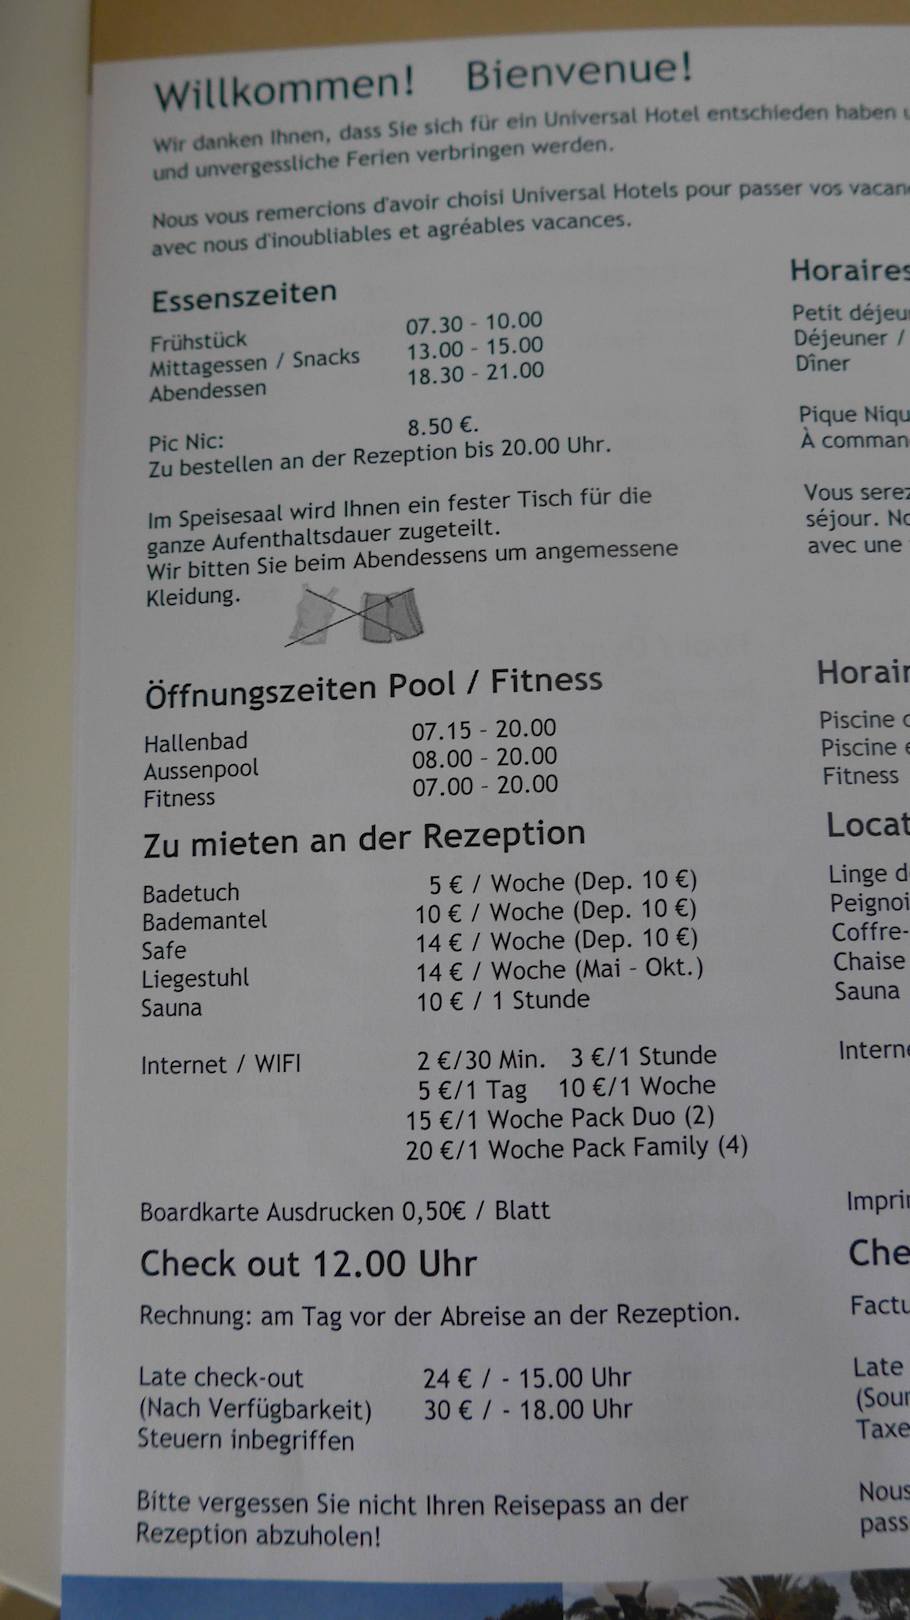 Willkommen! Bienvenue!
Wir danken Ihnen, dass Sie sich für ein Universal Hotel entschieden haben
und unvergessliche Ferien verbringen werden.
Nous vous remercions d'avoir choisi Universal Hotels pour passer vos
avec nous d'inoubliables et agréables vacances.
Essenszeiten
Frühstück 07.30 - 10.00
Mittagessen / Snacks 13.00 - 15.00
Abendessen 18.30 - 21.00
Pic Nic: 8.50 €.
Zu bestellen an der Rezeption bis 20.00 Uhr.
Im Speisesaal wird Ihnen ein fester Tisch für die
ganze Aufenthaltsdauer zugeteilt.
Wir bitten Sie beim Abendessens um angemessene
Kleidung.
Öffnungszeiten Pool / Fitness
Hallenbad 07.15 - 20.00
Aussenpool 08.00 - 20.00
Fitness 07.00 - 20.00
Zu mieten an der Rezeption
Badetuch 5 € / Woche (Dep. 10 €)
Bademantel 10 € / Woche (Dep. 10 €)
Safe 14 € / Woche (Dep. 10 €)
Liegestuhl 14 € / Woche (Mai - Okt.)
Sauna 10 € / 1 Stunde
Internet / WIFI 2 €/30 Min. 3 €/1 Stunde
5 €/1 Tag 10 €/1 Woche
15 €/1 Woche Pack Duo (2)
20 €/1 Woche Pack Family (4)
Boardkarte Ausdrucken 0,50€ / Blatt
Check out 12.00 Uhr
Rechnung: am Tag vor der Abreise an der Rezeption.
Late check-out 24 € / - 15.00 Uhr
(Nach Verfügbarkeit) 30 € / - 18.00 Uhr
Steuern inbegriffen
Bitte vergessen Sie nicht Ihren Reisepass an der
Rezeption abzuholen!
Horaires
Petit
Déjeuner /
Dîner
Pique
À
Vous
séjour.
avec une
Piscine
Piscine
Fitness
Linge
Chaise
Sauna
Late